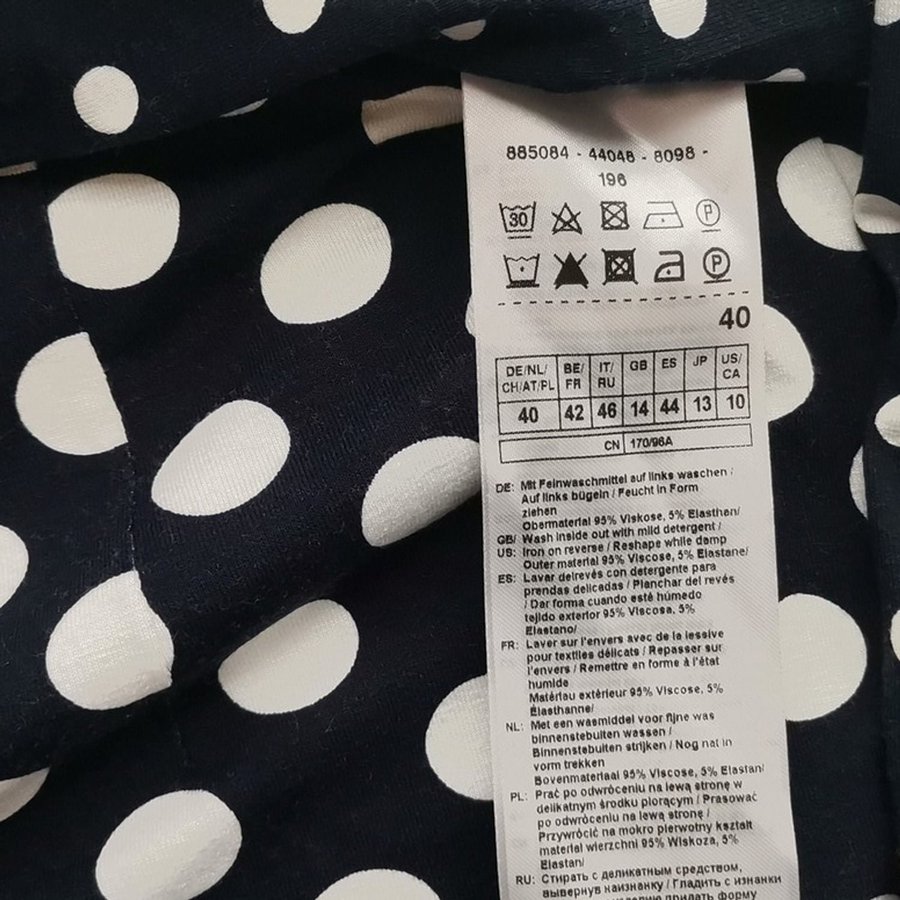 885084 - 44048 - 8098 -
196
30 P
P
40
DE/NL/ BE/ IT/ GB ES JP US/
CH/AT/PL FR RU CA
40 42 46 14 44 13 10
CN 170/96A
DE: Mit Feinwaschmittel auf links waschen /
Auf links bügeln / Feucht in Form
ziehen
Obermaterial 95% Viskose, 5% Elasthan/
GB/ Wash inside out with mild detergent /
US: Iron on reverse / Reshape while damp
Outer material 95% Viscose, 5% Elastane/
ES: Lavar delrevés con detergente para
prendas delicadas / Planchar del revés
/ Dar forma cuando esté húmedo
tejido exterior 95% Viscosa, 5%
Elastano/
FR: Laver sur l'envers avec de la lessive
pour textiles délicats / Repasser sur
l'envers / Remettre en forme à l'état
humide
Matériau extérieur 95% Viscose, 5%
Élasthanne/
NL: Met een wasmiddel voor fijne was
binnenstebuiten wassen /
Binnenstebuiten strijken / Nog nat in
vorm trekken
Bovenmateriaal 95% Viscose, 5% Elastan/
PL: Prać po odwróceniu na lewą stronę w
delikatnym środku piorącym / Prasować
po odwróceniu na lewą stronę /
Przywrócić na mokro pierwotny kształt
materiał wierzchni 95% Wiskoza, 5%
Elastan/
RU: Стирать с деликатным средством,
вывернув наизнанку / Гладить с изнанки
придать форму